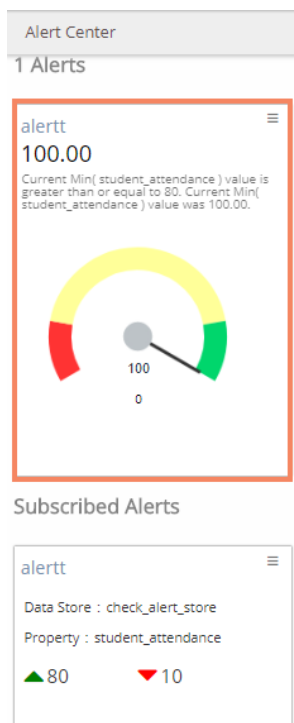 Alert Center
1 Alerts
alertt
100.00
Current Min( student_attendance ) value is
greater than or equal to 80. Current Min(
student_attendance ) value was 100.00.
100
0
Subscribed Alerts
alertt
Data Store : check_alert_store
Property : student_attendance
80 10